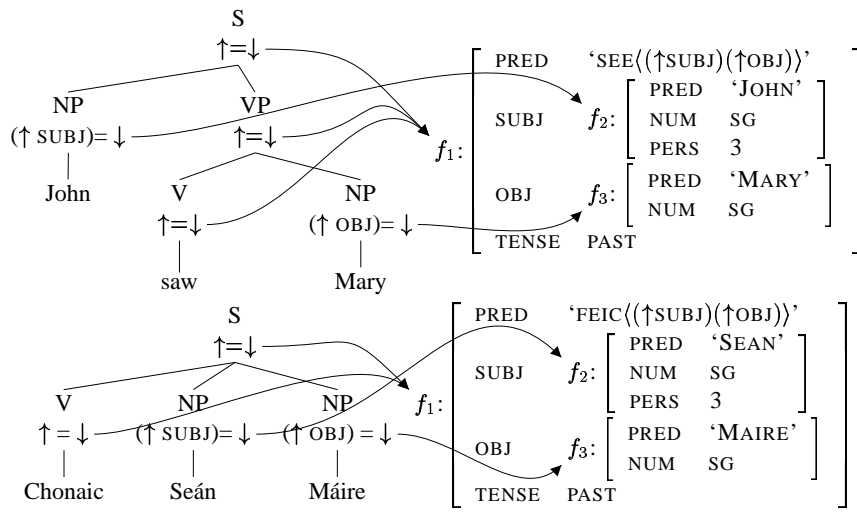 S
↑=↓
NP VP
(↑ SUBJ)= ↓ ↑=↓
John V NP
↑=↓ (↑ OBJ)= ↓
saw Mary
f1:
PRED ‘SEE⟨(↑SUBJ)(↑OBJ)⟩’
SUBJ f2: PRED ‘JOHN’
NUM SG
PERS 3
OBJ f3: PRED ‘MARY’
NUM SG
TENSE PAST
S
↑=↓
V NP NP
↑ = ↓ (↑ SUBJ)= ↓ (↑ OBJ) = ↓
Chonaic Seán Máire
f1:
PRED ‘FEIC⟨(↑SUBJ)(↑OBJ)⟩’
SUBJ f2: PRED ‘SEAN’
NUM SG
PERS 3
OBJ f3: PRED ‘MAIRE’
NUM SG
TENSE PAST